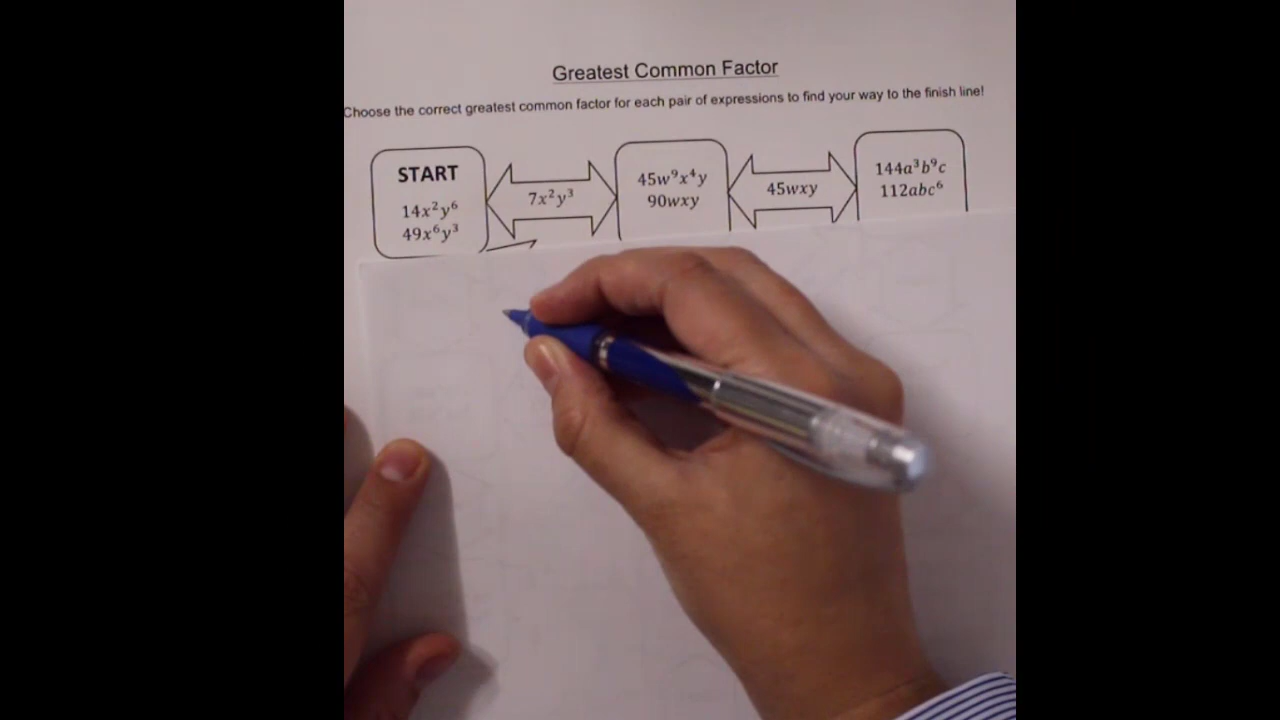 Greatest Common Factor
Choose the correct greatest common factor for each pair of expressions to find your way to the finish line!
START
14x²y⁶
49x⁶y³
7x²y³
45w⁹x⁴y
90wxy
45wxy
144a³b⁹c
112abc⁶